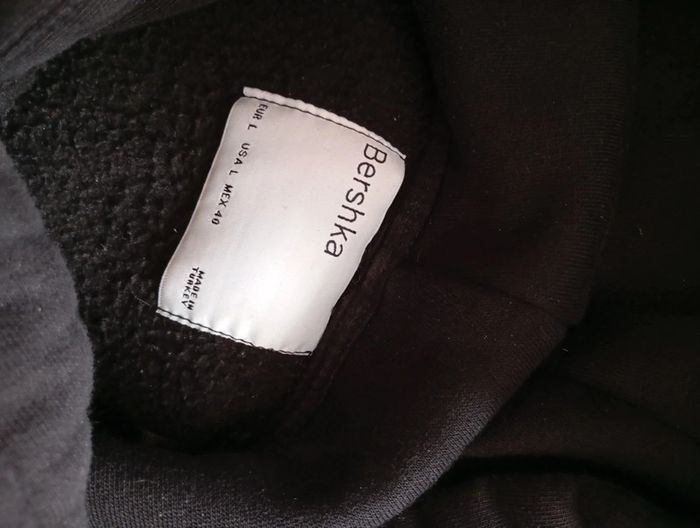 Bershka
EUR L USA L MEX 40
MADE IN
TURKEY